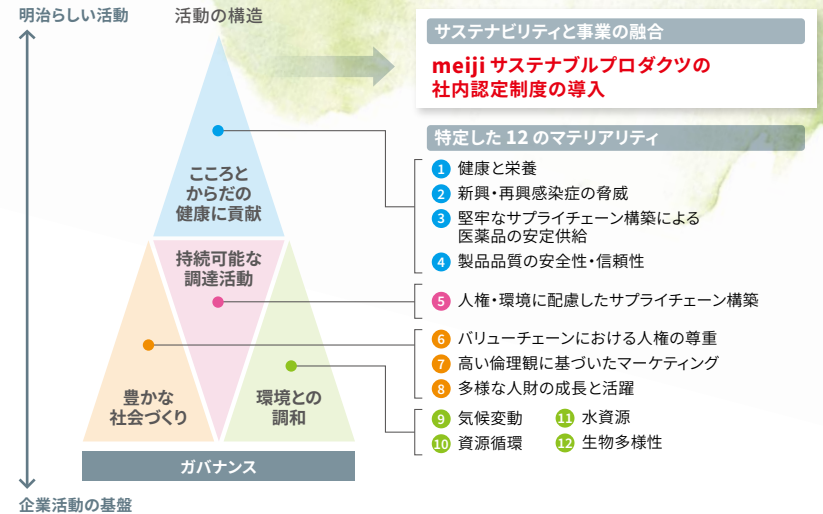 明治らしい活動
活動の構造
こころと
からだの
健康に貢献
持続可能な
調達活動
豊かな
社会づくり
環境との
調和
ガバナンス
企業活動の基盤
サステナビリティと事業の融合
meiji サステナブルプロダクツの
社内認定制度の導入
特定した 12 のマテリアリティ
1 健康と栄養
2 新興・再興感染症の脅威
3 堅牢なサプライチェーン構築による
医薬品の安定供給
4 製品品質の安全性・信頼性
5 人権・環境に配慮したサプライチェーン構築
6 バリューチェーンにおける人権の尊重
7 高い倫理観に基づいたマーケティング
8 多様な人財の成長と活躍
9 気候変動
10 資源循環
11 水資源
12 生物多様性